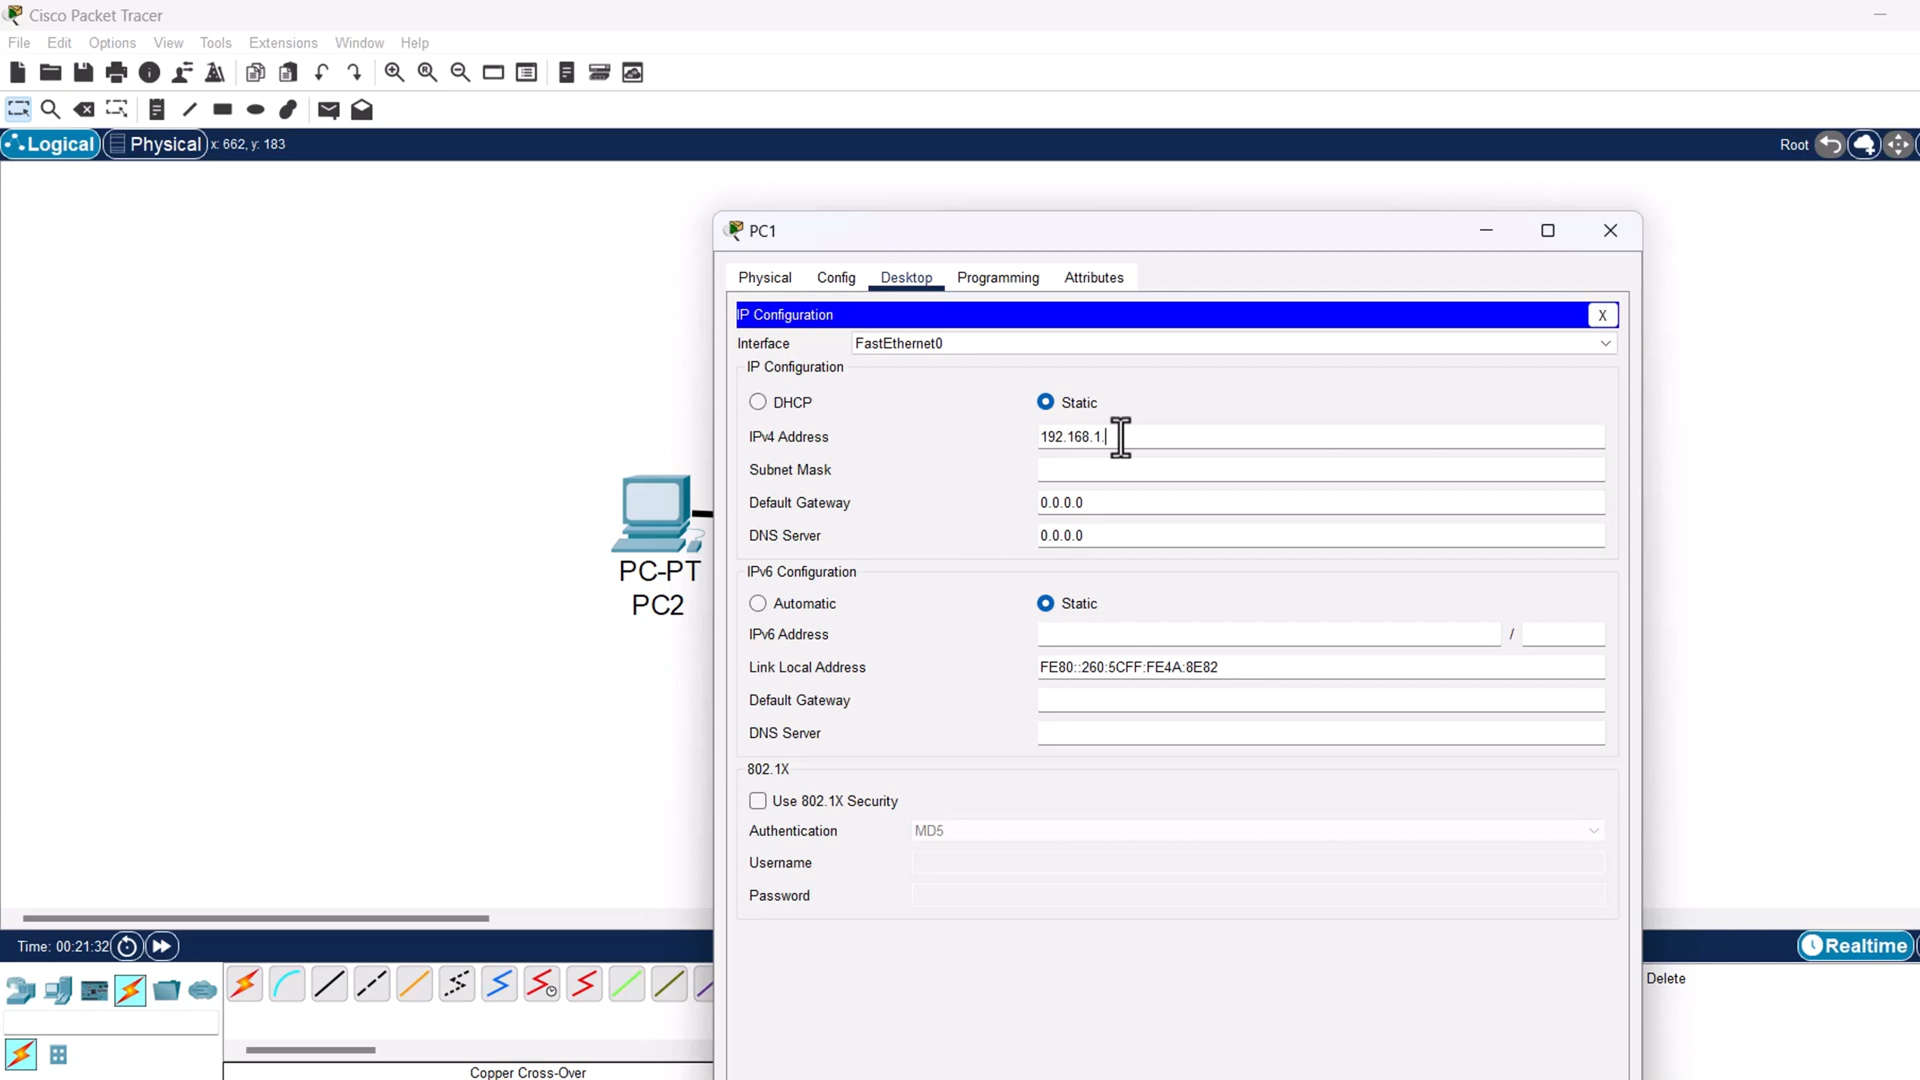 Cisco Packet Tracer
File Edit Options View Tools Extensions Window Help
Logical Physical x: 662, y: 183 Root
PC1
Physical Config Desktop Programming Attributes
IP Configuration X
Interface FastEthernet0
IP Configuration
DHCP Static
IPv4 Address 192.168.1.
Subnet Mask
Default Gateway 0.0.0.0
DNS Server 0.0.0.0
IPv6 Configuration
Automatic Static
IPv6 Address /
Link Local Address FE80::260:5CFF:FE4A:8E82
Default Gateway
DNS Server
802.1X
Use 802.1X Security
Authentication MD5
Username
Password
PC-PT
PC2
Time: 00:21:32 Realtime
Delete
Copper Cross-Over